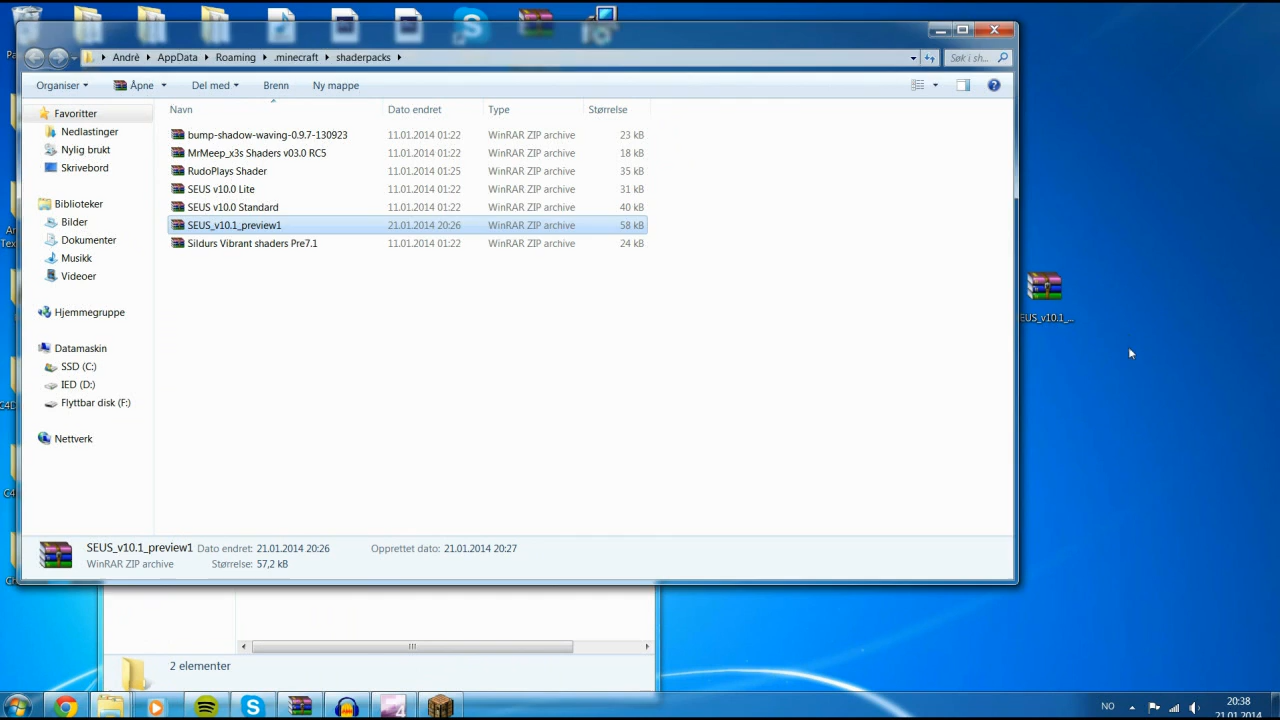 Andrè
AppData
Roaming
.minecraft
shaderpacks
Søk i sh...
Organiser
Åpne
Del med
Brenn
Ny mappe
Favoritter
Nedlastinger
Nylig brukt
Skrivebord
Biblioteker
Bilder
Dokumenter
Musikk
Videoer
Hjemmegruppe
Datamaskin
SSD (C:)
IED (D:)
Flyttbar disk (F:)
Nettverk
Navn Dato endret Type Størrelse
bump-shadow-waving-0.9.7-130923 11.01.2014 01:22 WinRAR ZIP archive 23 kB
MrMeep_x3s Shaders v03.0 RC5 11.01.2014 01:22 WinRAR ZIP archive 18 kB
RudoPlays Shader 11.01.2014 01:25 WinRAR ZIP archive 35 kB
SEUS v10.0 Lite 11.01.2014 01:22 WinRAR ZIP archive 31 kB
SEUS v10.0 Standard 11.01.2014 01:22 WinRAR ZIP archive 40 kB
SEUS_v10.1_preview1 21.01.2014 20:26 WinRAR ZIP archive 58 kB
Sildurs Vibrant shaders Pre7.1 11.01.2014 01:22 WinRAR ZIP archive 24 kB
EUS_v10.1_...
SEUS_v10.1_preview1 Dato endret: 21.01.2014 20:26 Opprettet dato: 21.01.2014 20:27
WinRAR ZIP archive Størrelse: 57,2 kB
2 elementer
NO
20:38
21.01.2014